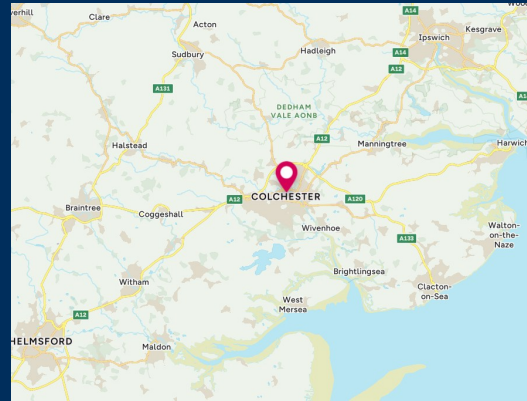 verhill
Clare
Acton
A14
Kesgrave
Ipswich
Sudbury
Hadleigh
A14
A12
A131
DEDHAM
VALE AONB
A12
Halstead
Manningtree
Harwich
Braintree
Coggeshall
A12
COLCHESTER
A120
Wivenhoe
A133
Walton-
on-the-
Naze
Brightlingsea
Witham
Clacton-
on-Sea
West
Mersea
A12
HELMSFORD
Maldon